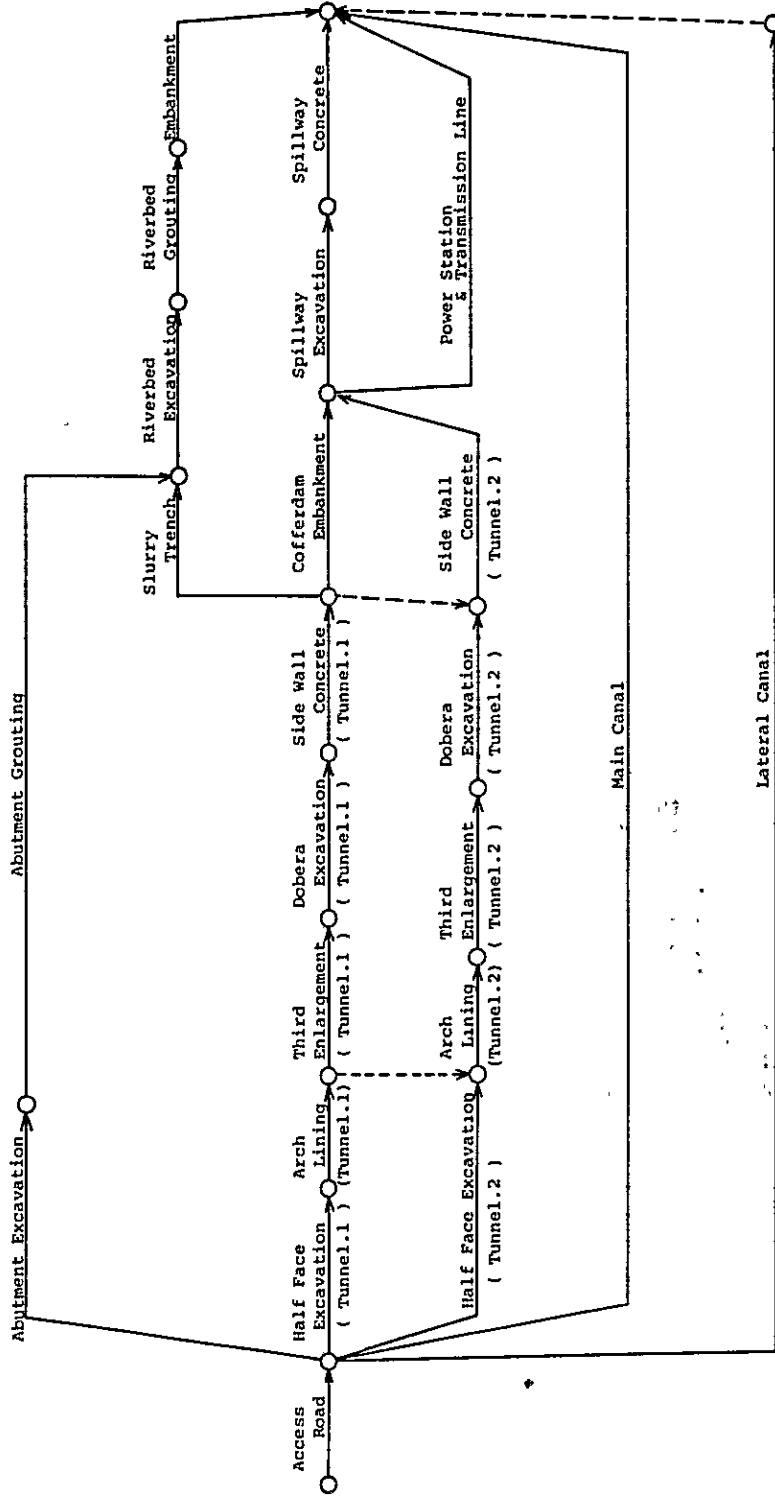 Access
Road
Abutment Excavation
Abutment Grouting
Half Face
Excavation
( Tunnel.1 )
Arch
Lining
(Tunnel.1)
Third
Enlargement
( Tunnel.1 )
Dobera
Excavation
( Tunnel.1 )
Side Wall
Concrete
( Tunnel.1 )
Slurry
Trench
Riverbed
Excavation
Riverbed
Grouting
Embankment
Cofferdam
Embankment
Spillway
Excavation
Spillway
Concrete
Half Face Excavation
( Tunnel.2 )
Arch
Lining
(Tunnel.2)
Third
Enlargement
( Tunnel.2 )
Dobera
Excavation
( Tunnel.2 )
Side Wall
Concrete
( Tunnel.2 )
Power Station
& Transmission Line
Main Canal
Lateral Canal